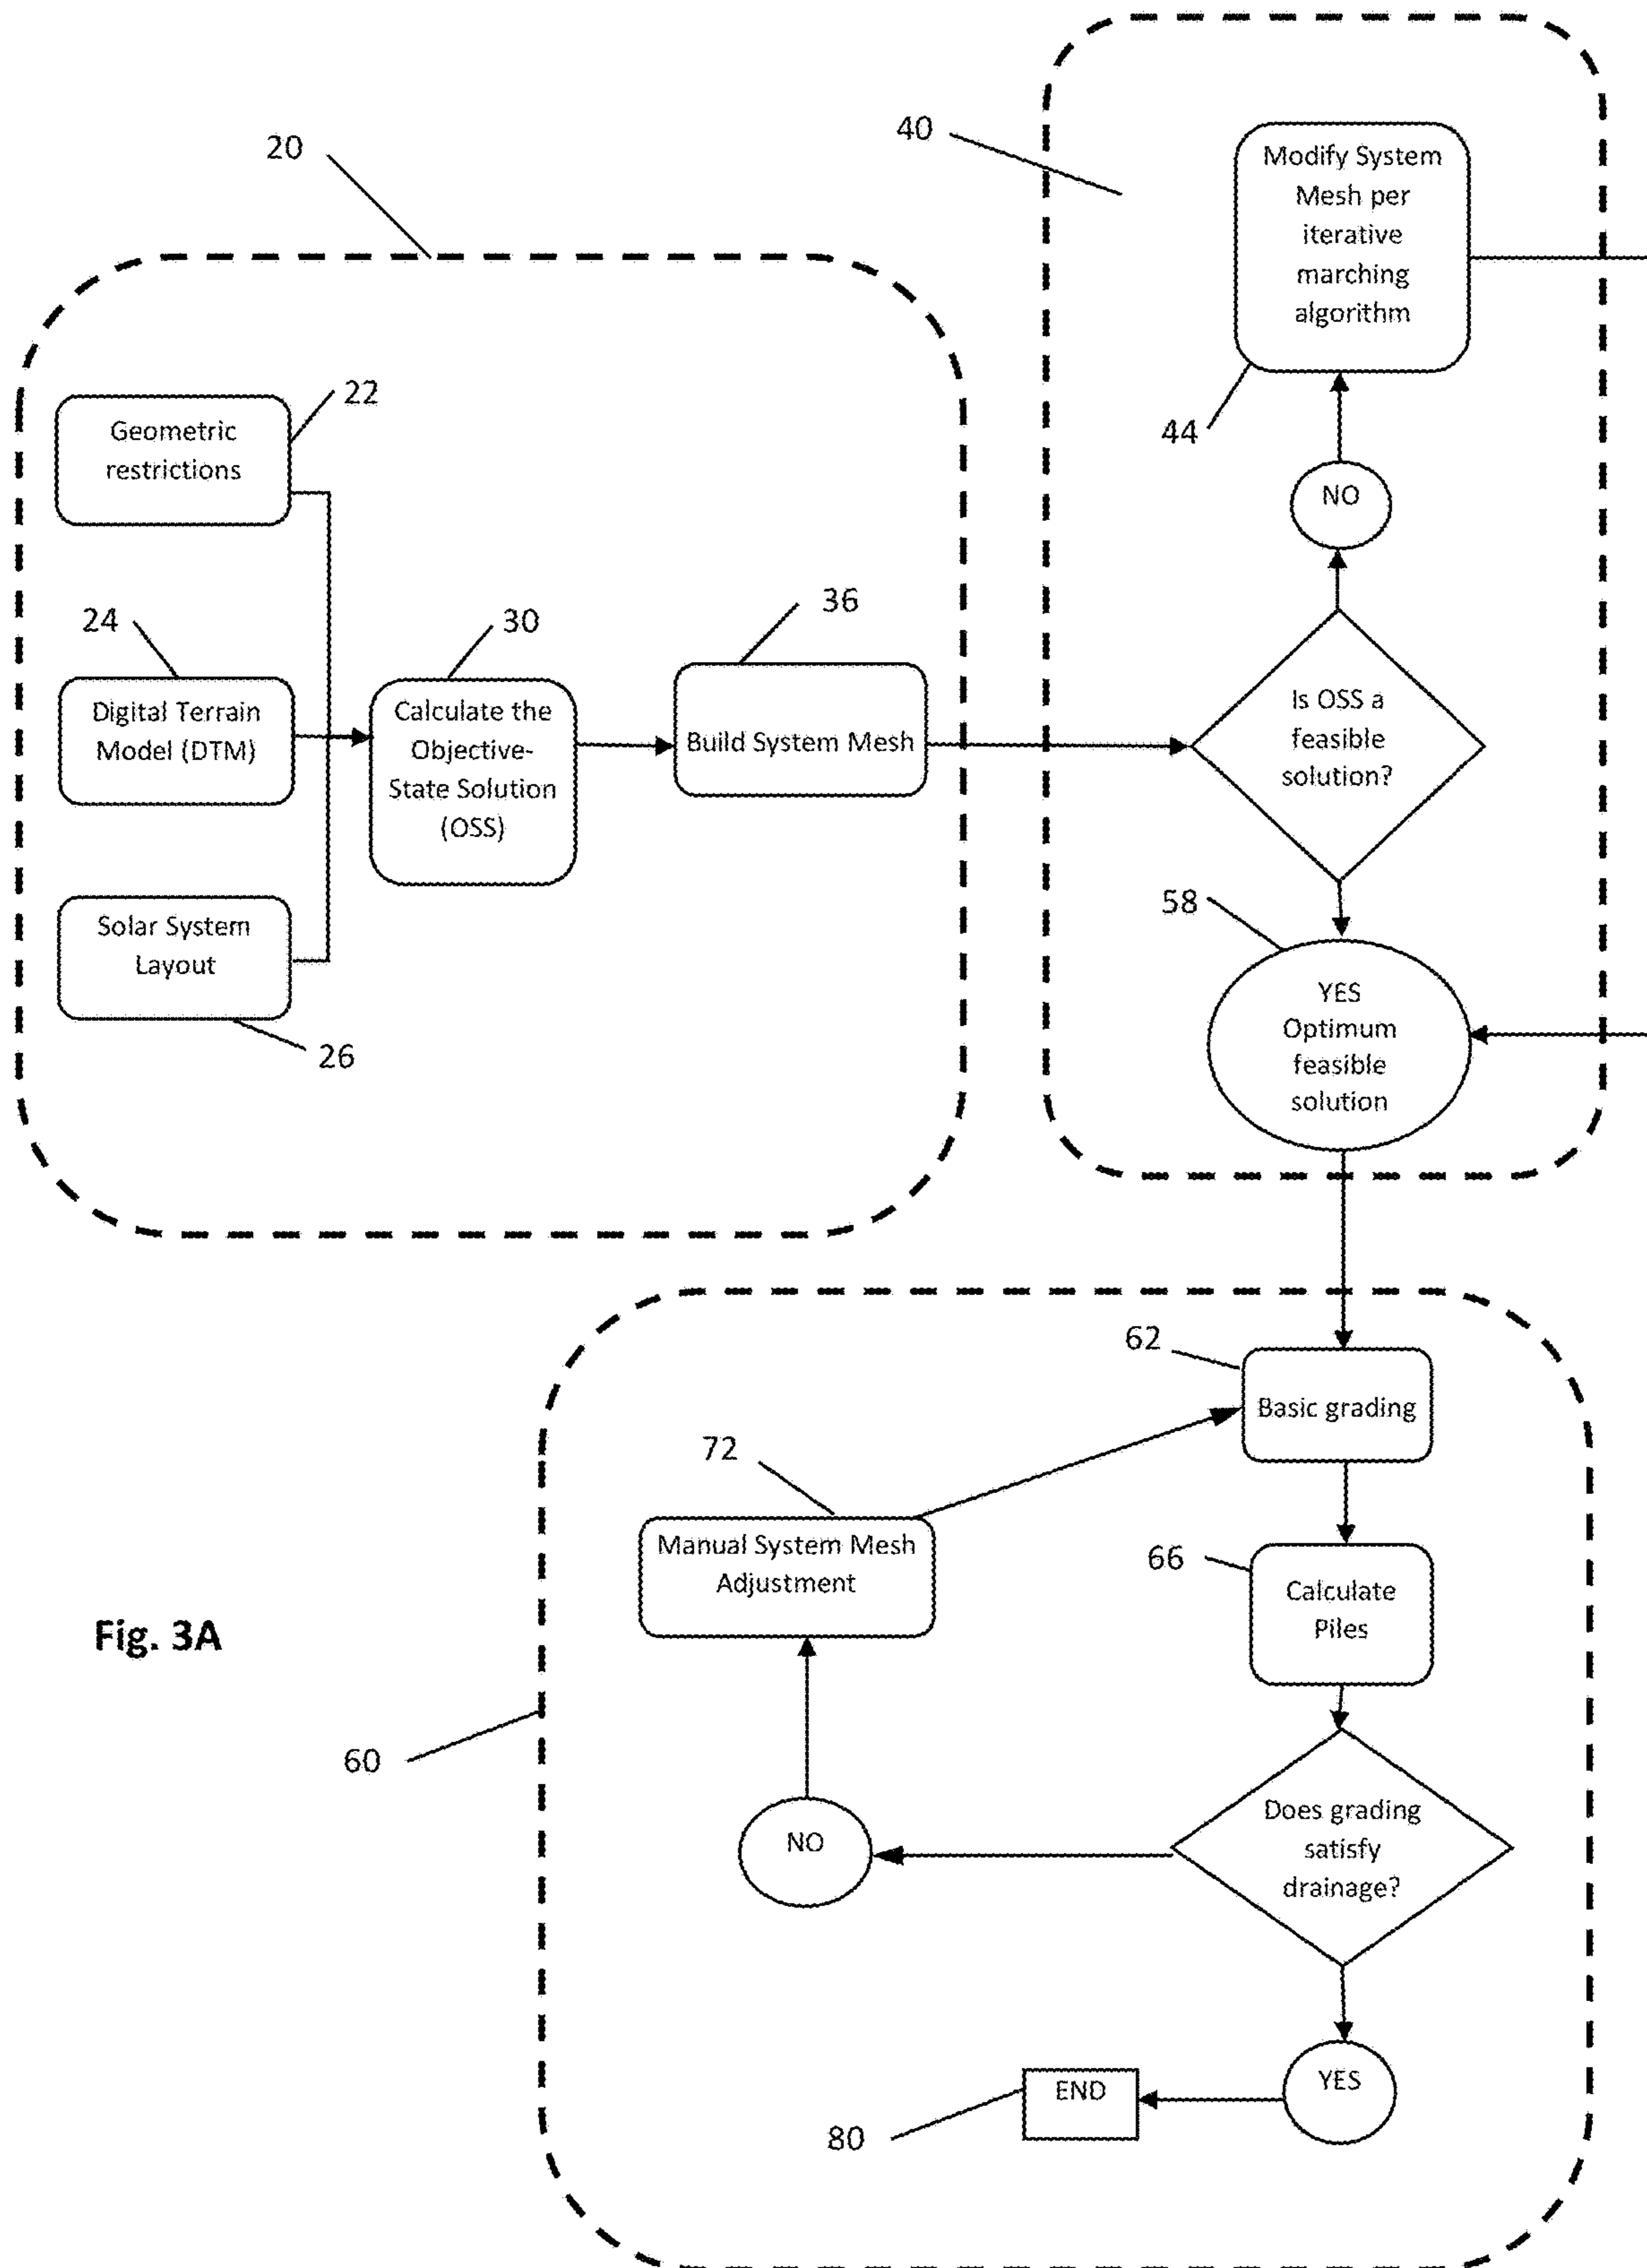 20
22
Geometric
restrictions
24
Digital Terrain
Model (DTM)
Solar System
Layout
26
30
Calculate the
Objective-
State Solution
(OSS)
36
Build System Mesh
40
Modify System
Mesh per
iterative
marching
algorithm
44
NO
Is OSS a
feasible
solution?
58
YES
Optimum
feasible
solution
62
Basic grading
72
Manual System Mesh
Adjustment
66
Calculate
Piles
Fig. 3A
60
NO
Does grading
satisfy
drainage?
YES
END
80